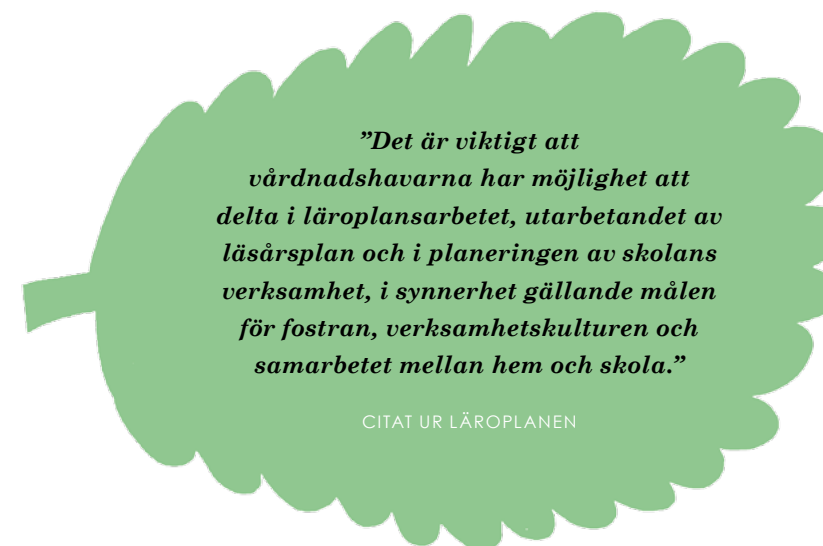 ”Det är viktigt att
vårdnadshavarna har möjlighet att
delta i läroplansarbetet, utarbetandet av
läsårsplan och i planeringen av skolans
verksamhet, i synnerhet gällande målen
för fostran, verksamhetskulturen och
samarbetet mellan hem och skola.”
CITAT UR LÄROPLANEN